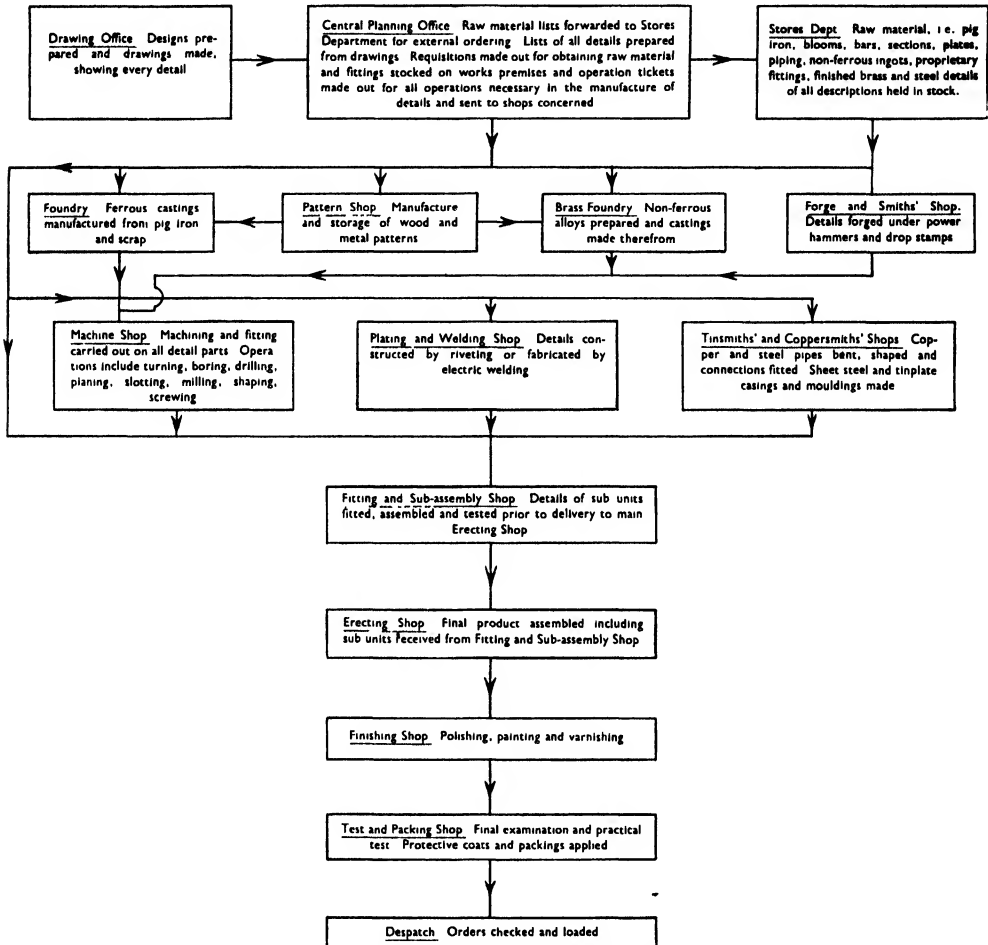 Drawing Office Designs pre-
pared and drawings made,
showing every detail
Central Planning Office Raw material lists forwarded to Stores
Department for external ordering Lists of all details prepared
from drawings Requisitions made out for obtaining raw material
and fittings stocked on works premises and operation tickets
made out for all operations necessary in the manufacture of
details and sent to shops concerned
Stores Dept Raw material, i.e. pig
iron, blooms, bars, sections, plates,
piping, non-ferrous ingots, proprietary
fittings, finished brass and steel details
of all descriptions held in stock.
Foundry Ferrous castings
manufactured from pig iron
and scrap
Pattern Shop Manufacture
and storage of wood and
metal patterns
Brass Foundry Non-ferrous
alloys prepared and castings
made therefrom
Forge and Smiths' Shop.
Details forged under power
hammers and drop stamps
Machine Shop Machining and fitting
carried out on all detail parts Opera-
tions include turning, boring, drilling,
planing, slotting, milling, shaping,
screwing
Plating and Welding Shop Details con-
structed by riveting or fabricated by
electric welding
Tinsmiths' and Coppersmiths' Shops Cop-
per and steel pipes bent, shaped and
connections fitted Sheet steel and tinplate
casings and mouldings made
Fitting and Sub-assembly Shop Details of sub units
fitted, assembled and tested prior to delivery to main
Erecting Shop
Erecting Shop Final product assembled including
sub units received from Fitting and Sub-assembly Shop
Finishing Shop Polishing, painting and varnishing
Test and Packing Shop Final examination and practical
test Protective coats and packings applied
Despatch Orders checked and loaded